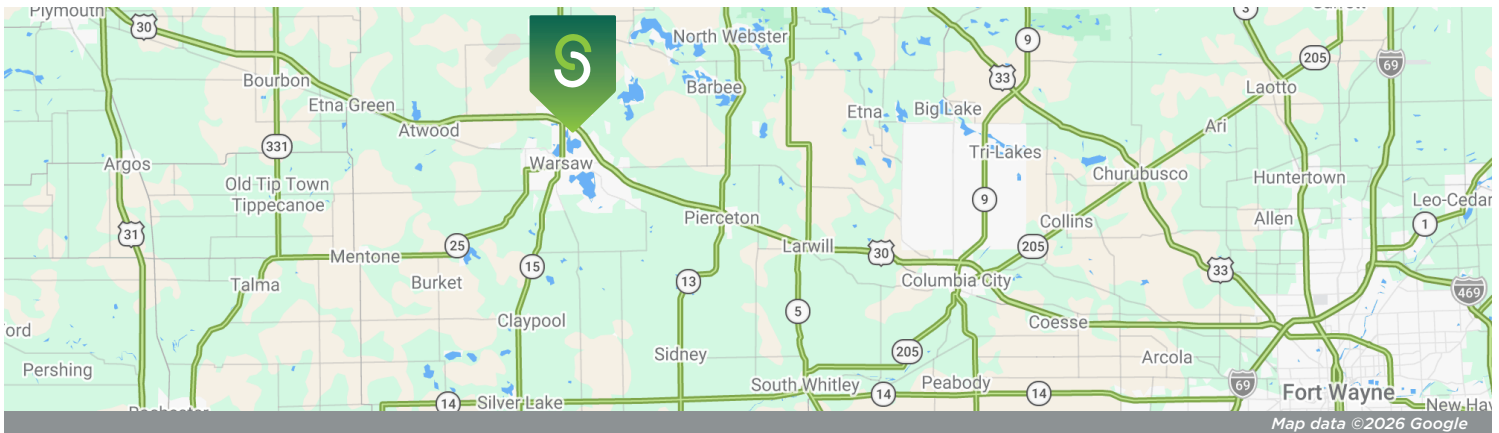 Plymouth
30
3
9
205
North Webster
69
Bourbon
33
Barbee
Laotto
Etna Green
Etna
Big Lake
Atwood
Ari
331
Tri-Lakes
Argos
Warsaw
Churubusco
Huntertown
Old Tip Town
Tippecanoe
9
Leo-Cedar
Pierceton
Collins
Allen
1
31
25
Larwill
205
Mentone
30
15
33
Talma
Burket
13
Columbia City
469
5
Claypool
Coesse
ord
205
Sidney
Arcola
Pershing
South Whitley
Peabody
69
14
Silver Lake
14
14
Fort Wayne
New Hav
Map data ©2026 Google